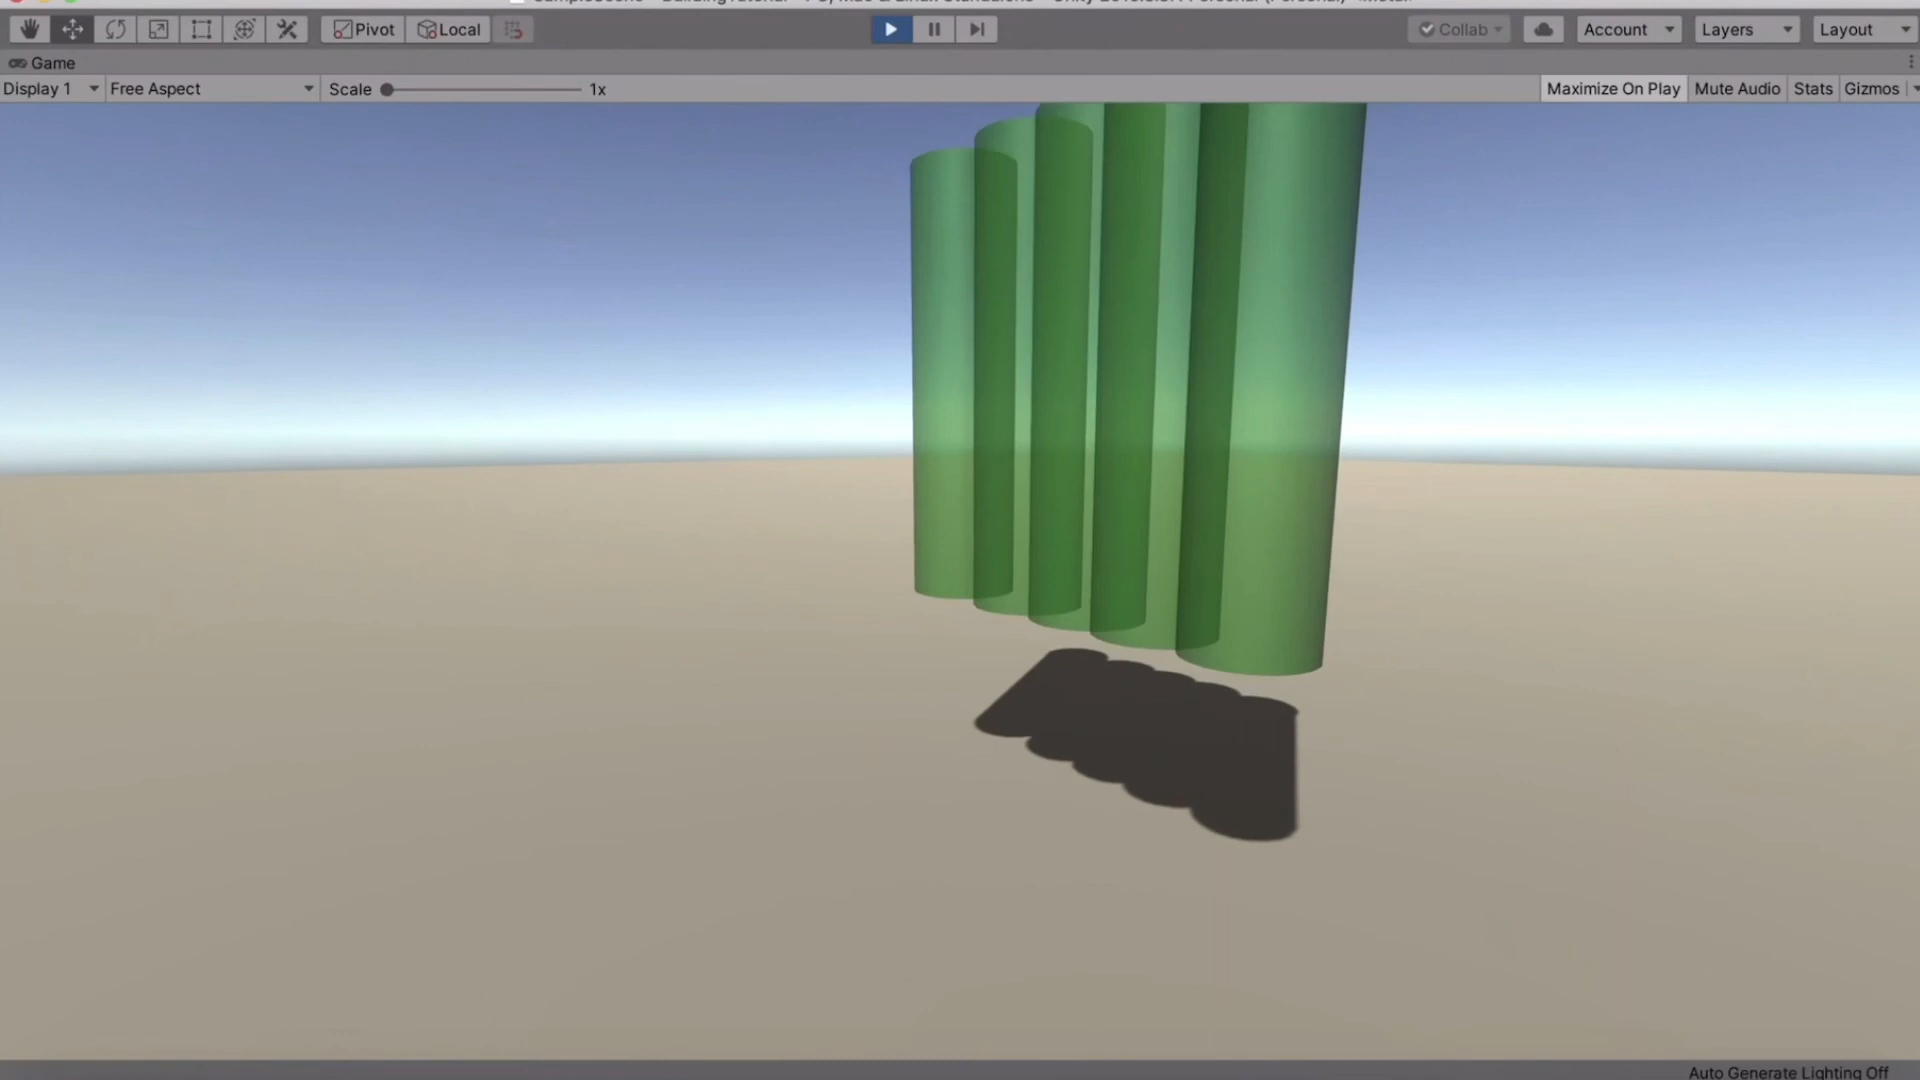 Pivot Local Collab Account Layers Layout
Game
Display 1 Free Aspect Scale 1x Maximize On Play Mute Audio Stats Gizmos
Auto Generate Lighting Off